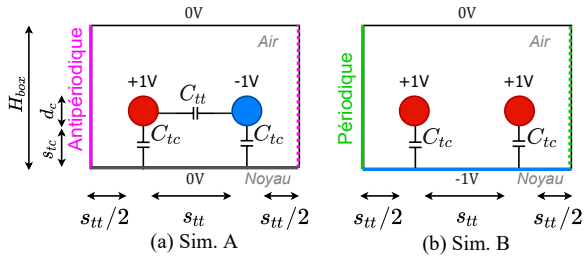 0V
0V
Antipériodique
Air
Périodique
Air
H_box
d_c
s_tc
+1V
-1V
+1V
+1V
C_tt
C_tc
C_tc
C_tc
C_tc
0V
Noyau
-1V
Noyau
s_tt/2
s_tt
s_tt/2
s_tt/2
s_tt
s_tt/2
(a) Sim. A
(b) Sim. B